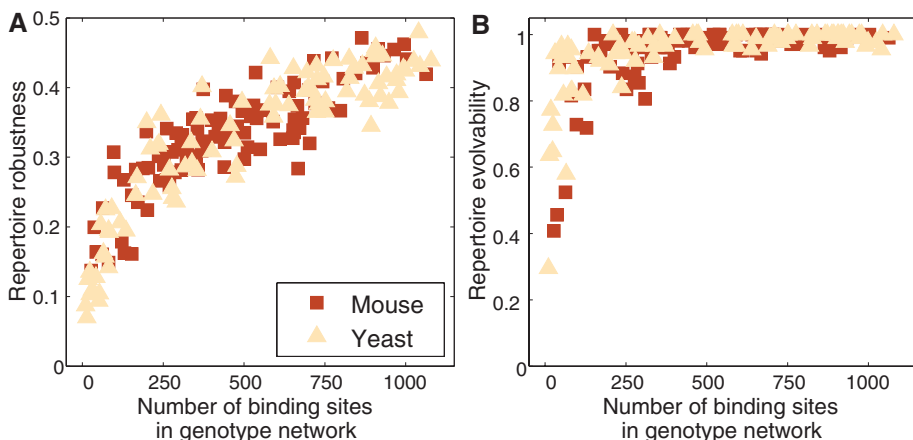 A
0.5
0.4
0.3
0.2
0.1
0
Repertoire robustness
Mouse
Yeast
0 250 500 750 1000
Number of binding sites
in genotype network
B
1
0.8
0.6
0.4
0.2
0
Repertoire evolvability
0 250 500 750 1000
Number of binding sites
in genotype network